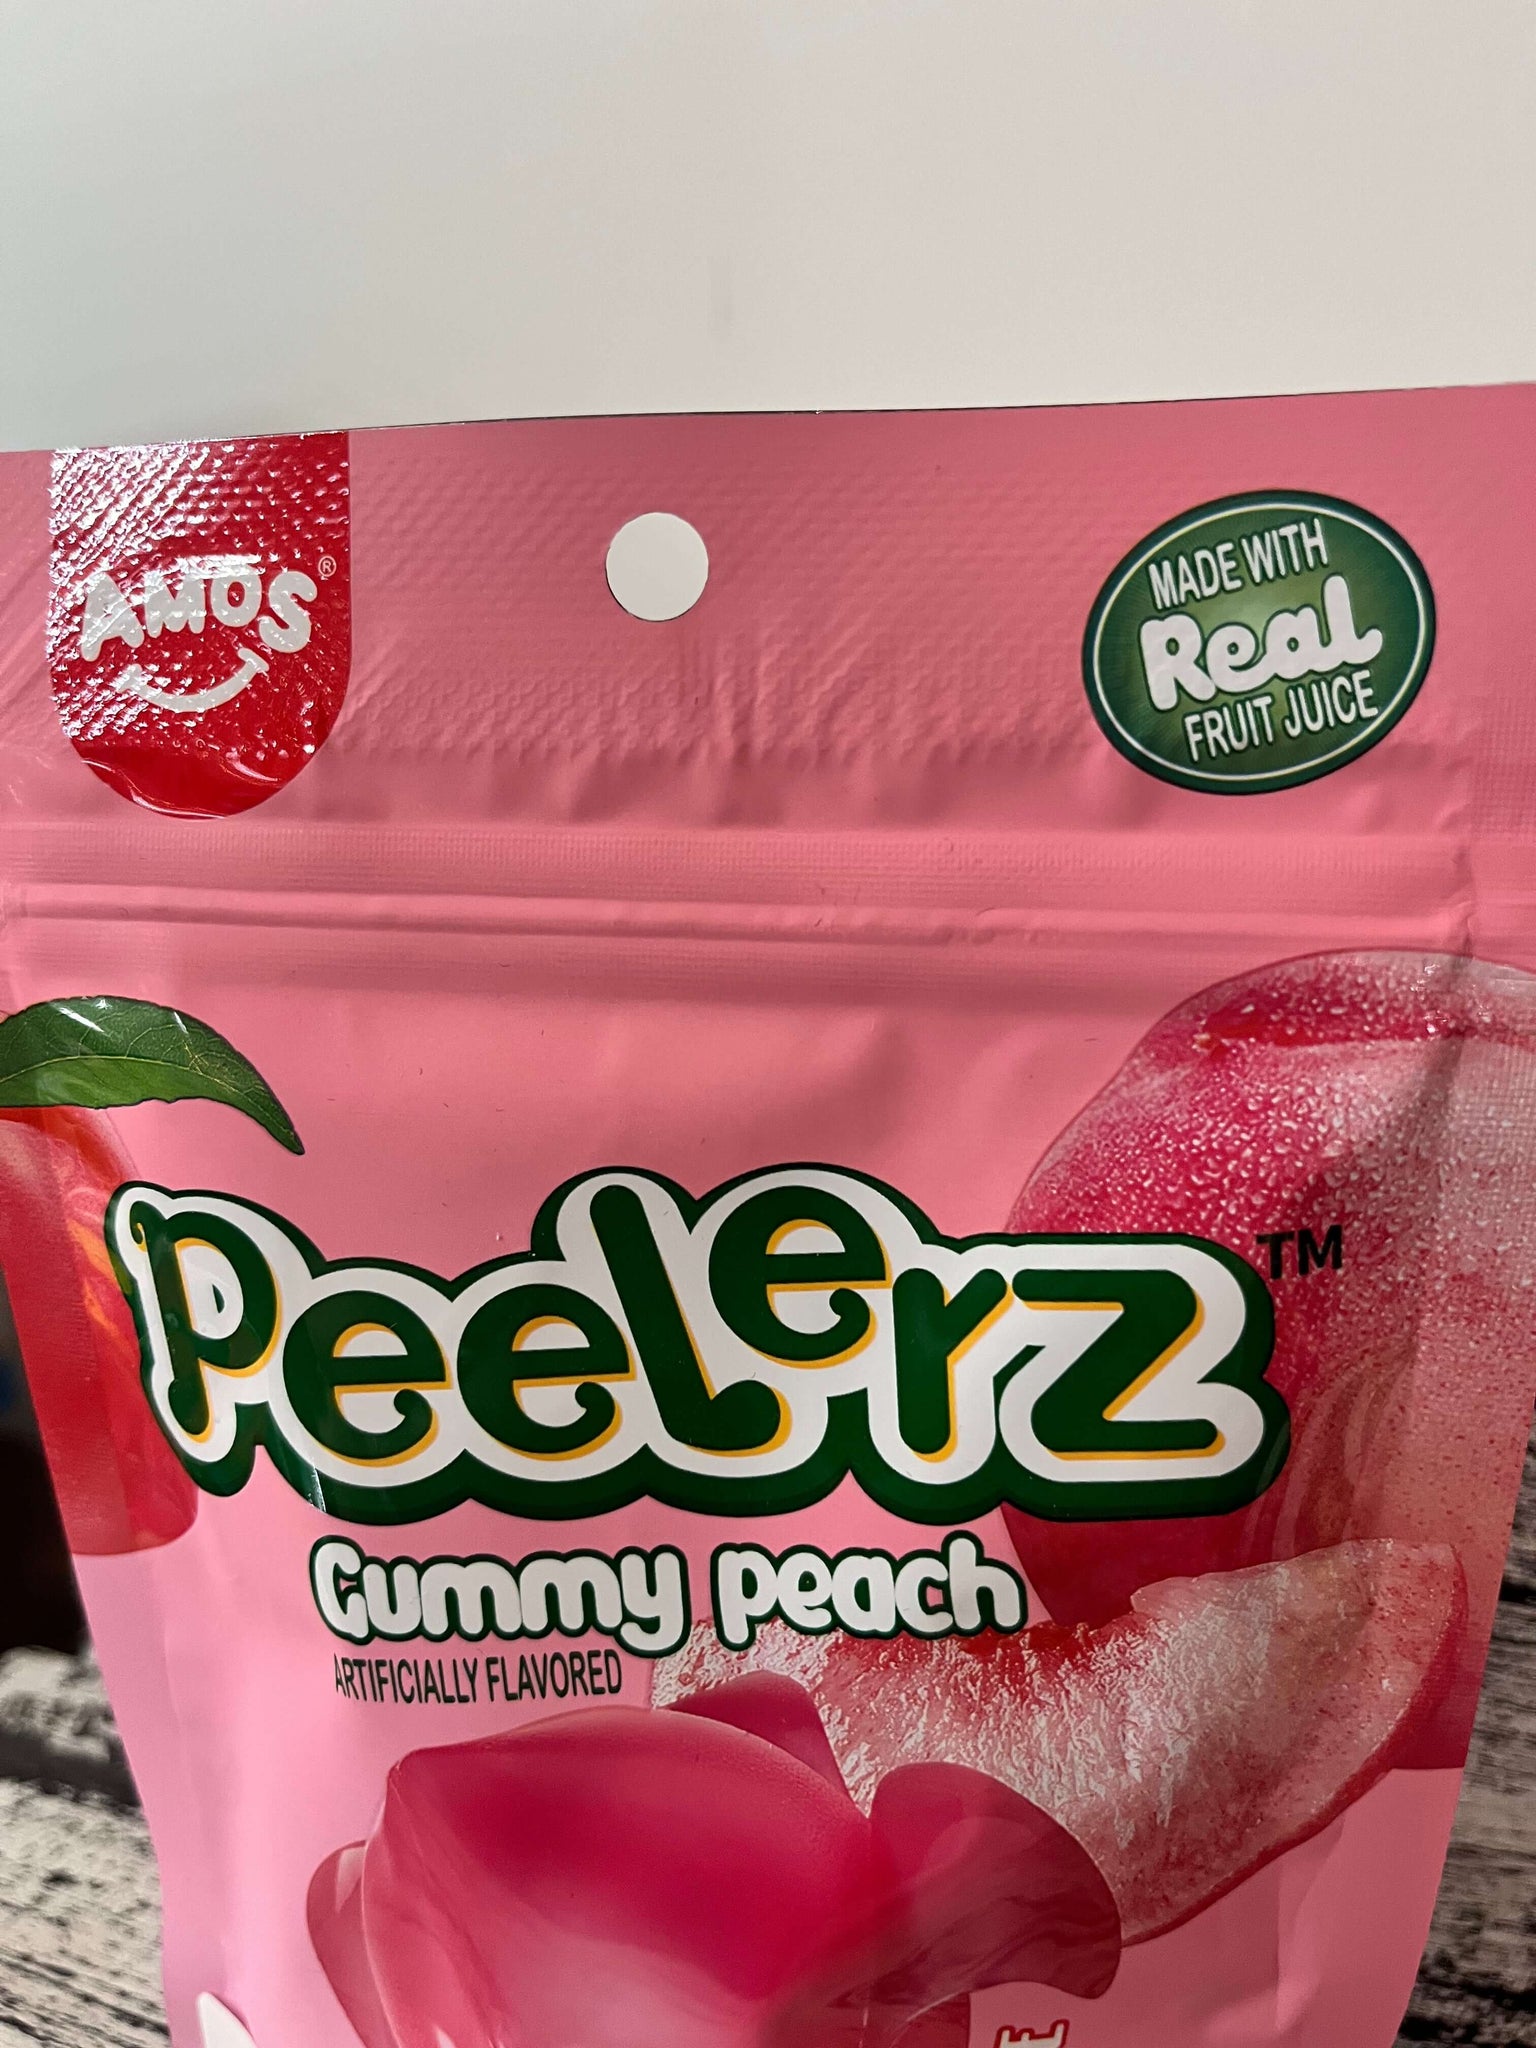 AMOS®
MADE WITH
Real
FRUIT JUICE
Peelerz™
Gummy peach
ARTIFICIALLY FLAVORED